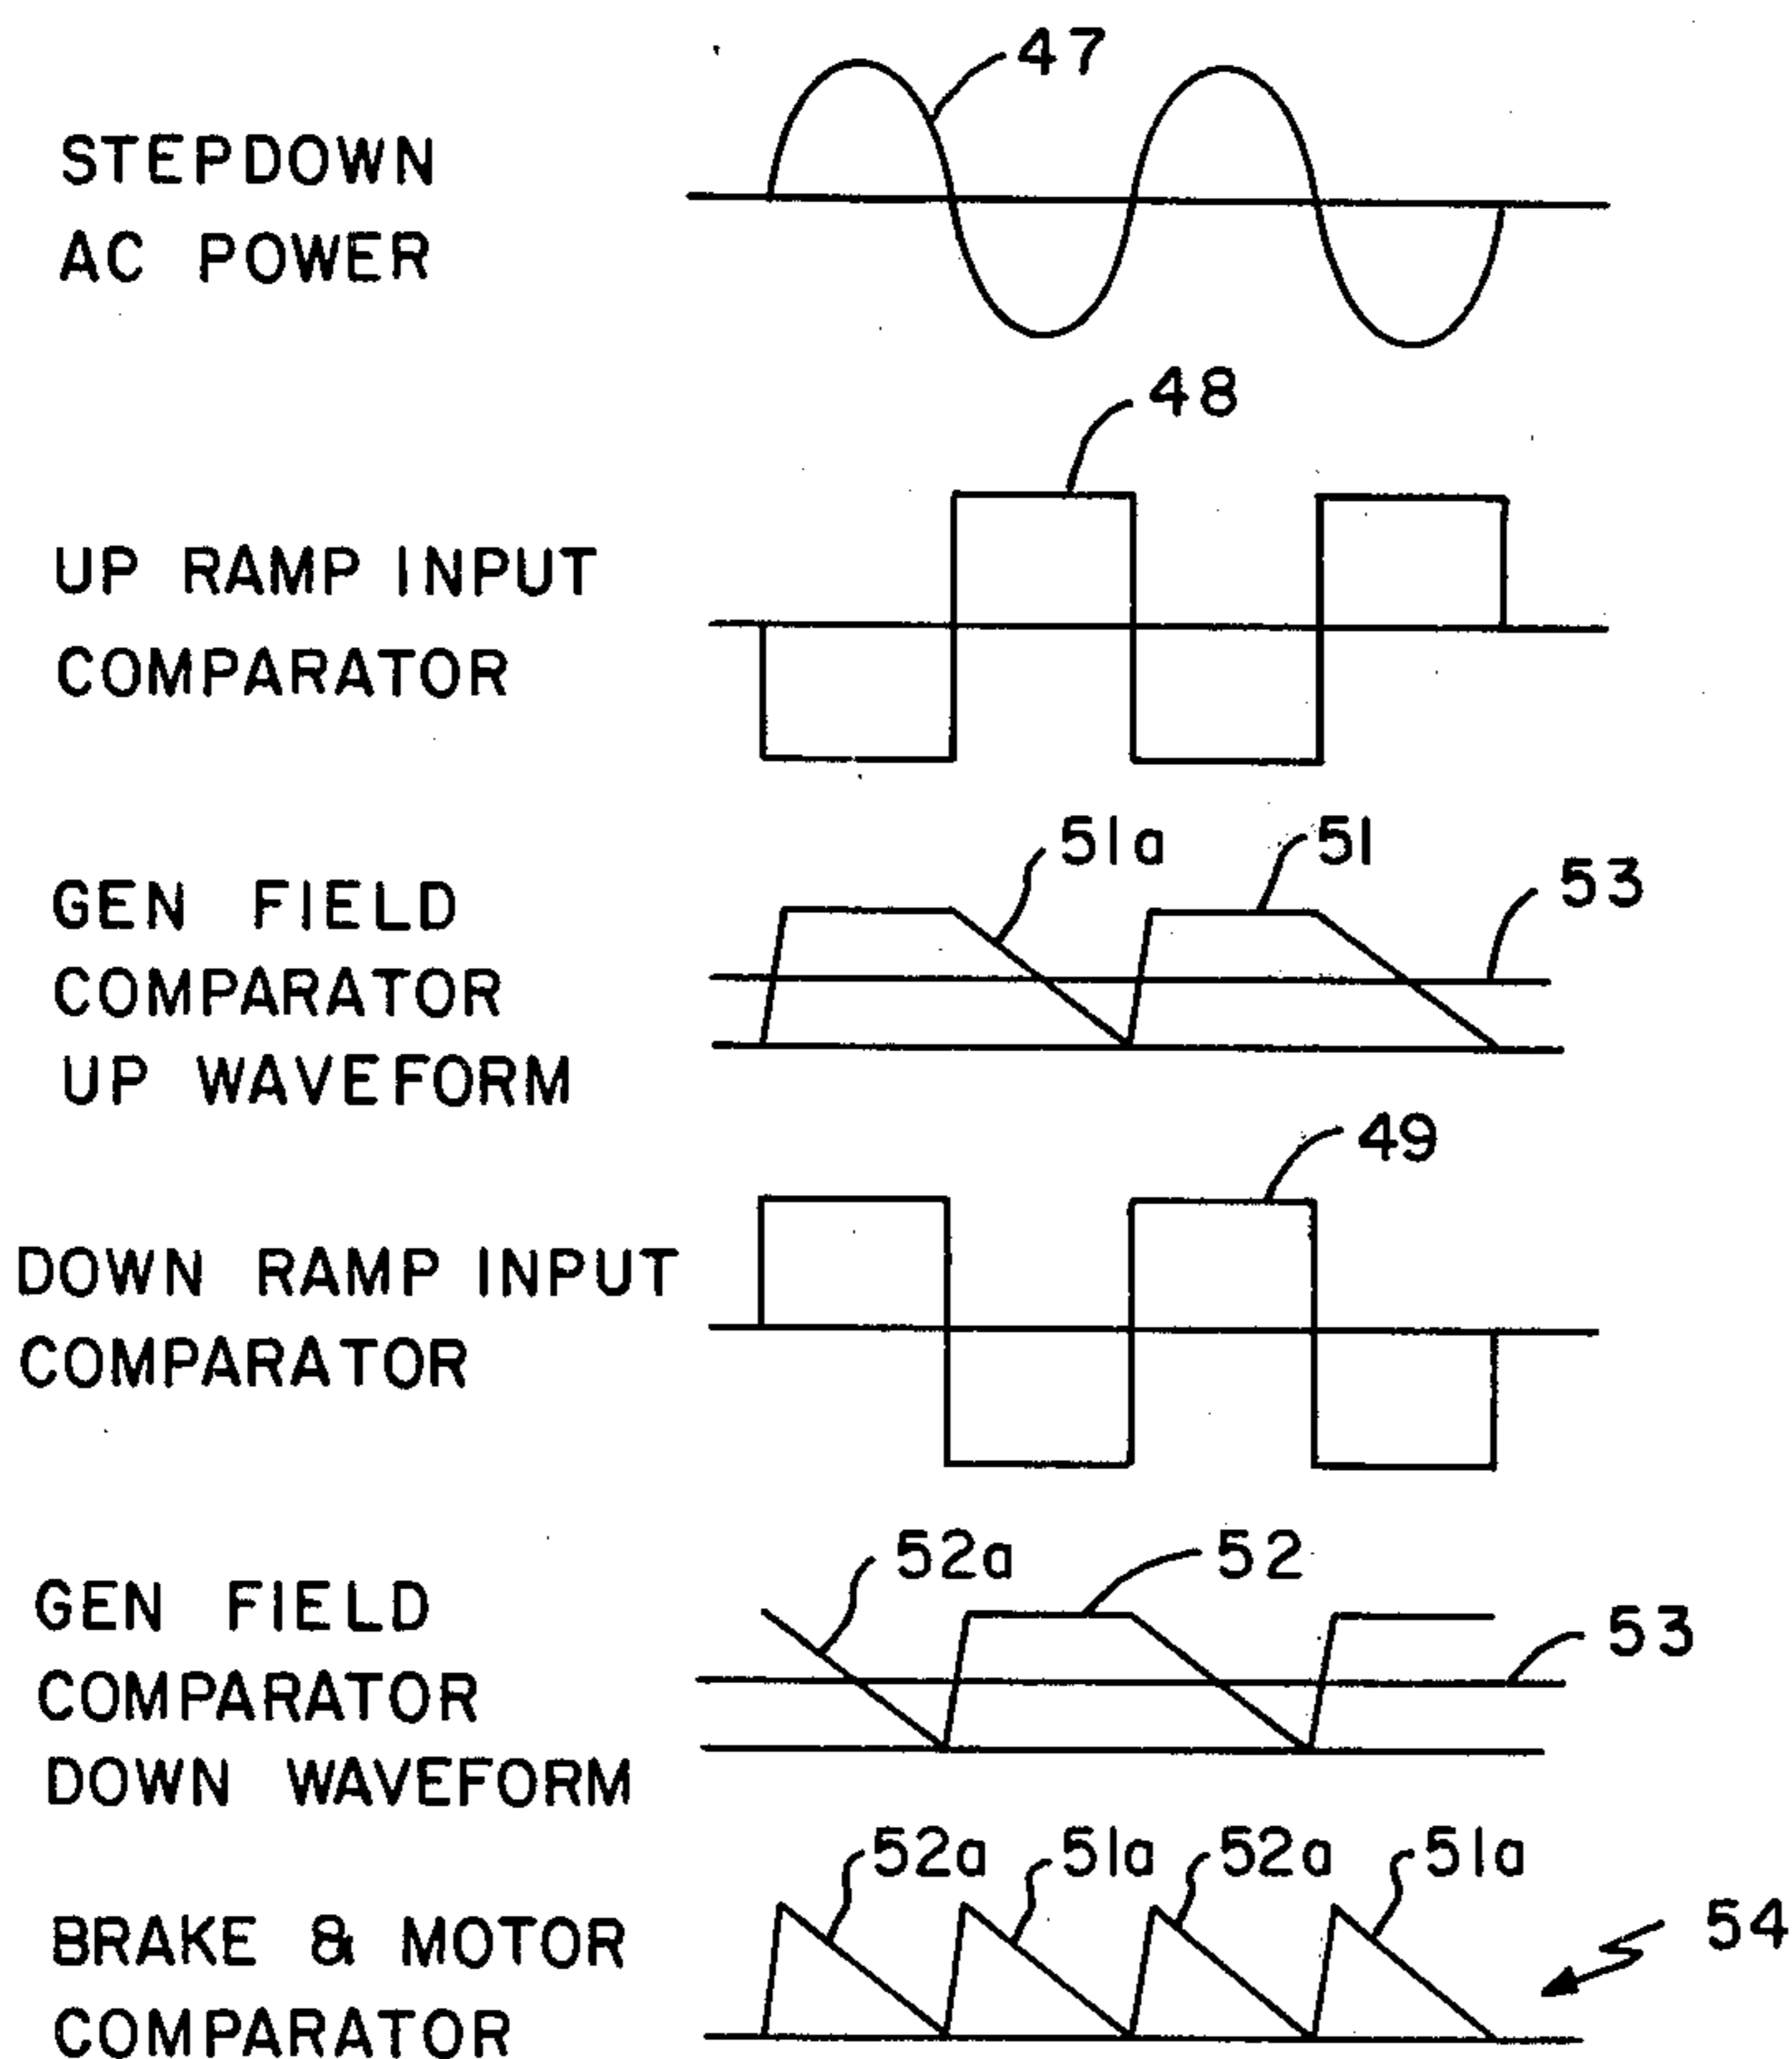 47
STEPDOWN
AC POWER
48
UP RAMP INPUT
COMPARATOR
51a
51
53
GEN FIELD
COMPARATOR
UP WAVEFORM
49
DOWN RAMP INPUT
COMPARATOR
52a
52
53
GEN FIELD
COMPARATOR
DOWN WAVEFORM
52a
51a
52a
51a
54
BRAKE & MOTOR
COMPARATOR